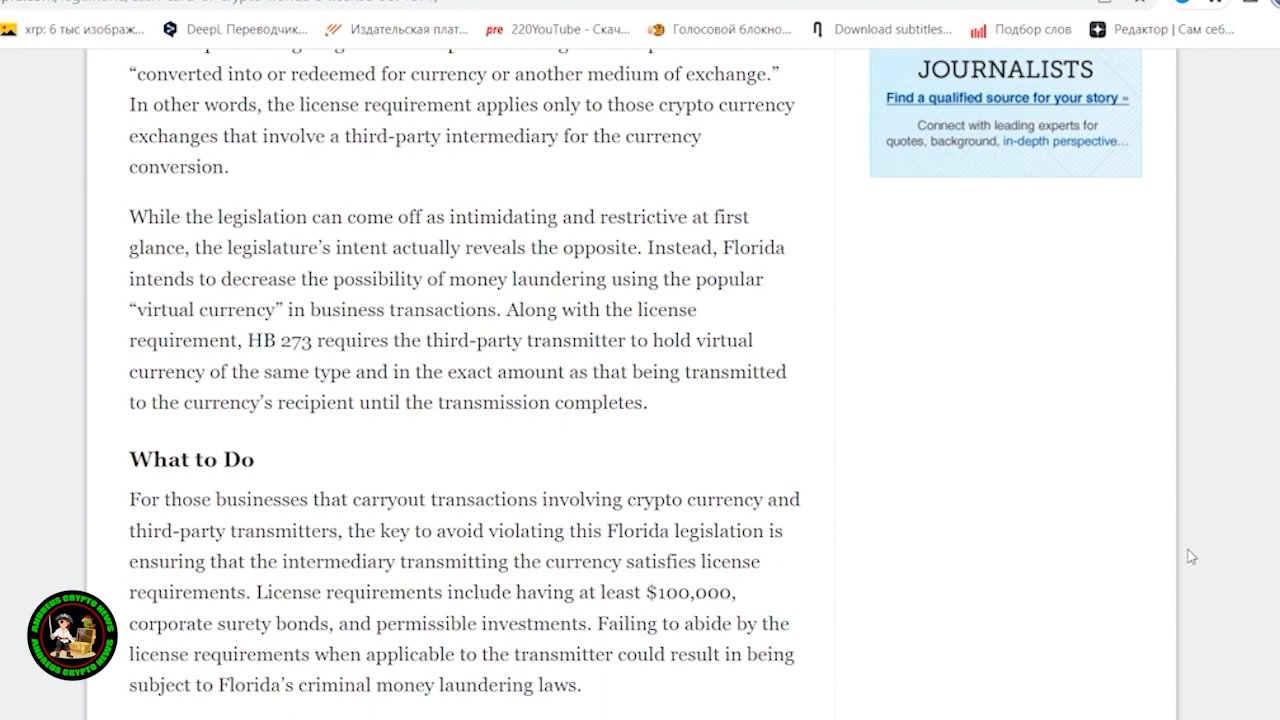 xrp: 6 тыс изображ...
DeepL Переводчик...
Издательская плат...
pre 220YouTube - Скач...
Голосовой блокно...
Download subtitles...
Подбор слов
Редактор | Сам себ...
“converted into or redeemed for currency or another medium of exchange.”
In other words, the license requirement applies only to those crypto currency
exchanges that involve a third-party intermediary for the currency
conversion.
While the legislation can come off as intimidating and restrictive at first
glance, the legislature’s intent actually reveals the opposite. Instead, Florida
intends to decrease the possibility of money laundering using the popular
“virtual currency” in business transactions. Along with the license
requirement, HB 273 requires the third-party transmitter to hold virtual
currency of the same type and in the exact amount as that being transmitted
to the currency’s recipient until the transmission completes.
What to Do
For those businesses that carryout transactions involving crypto currency and
third-party transmitters, the key to avoid violating this Florida legislation is
ensuring that the intermediary transmitting the currency satisfies license
requirements. License requirements include having at least $100,000,
corporate surety bonds, and permissible investments. Failing to abide by the
license requirements when applicable to the transmitter could result in being
subject to Florida’s criminal money laundering laws.
JOURNALISTS
Find a qualified source for your story »
Connect with leading experts for
quotes, background, in-depth perspective...
ANDREUS CRYPTO NEWS
ANDREUS CRYPTO NEWS